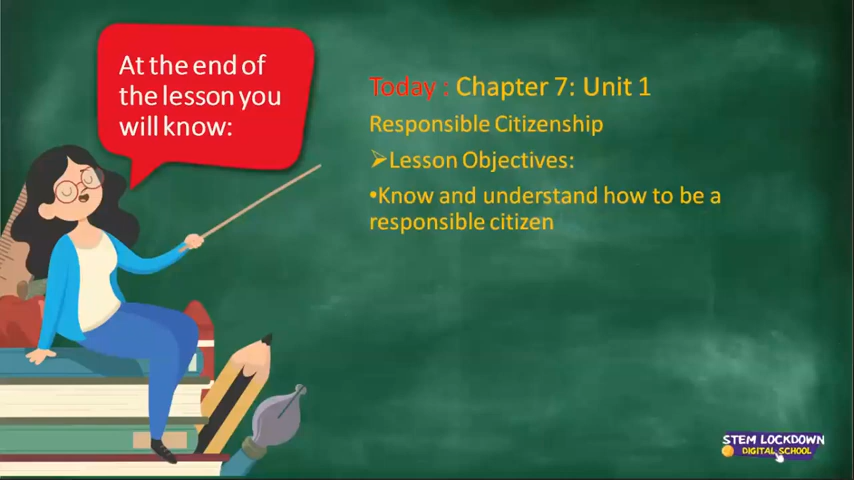 At the end of
the lesson you
will know:
Today : Chapter 7: Unit 1
Responsible Citizenship
➢Lesson Objectives:
•Know and understand how to be a
responsible citizen
STEM LOCKDOWN
DIGITAL SCHOOL